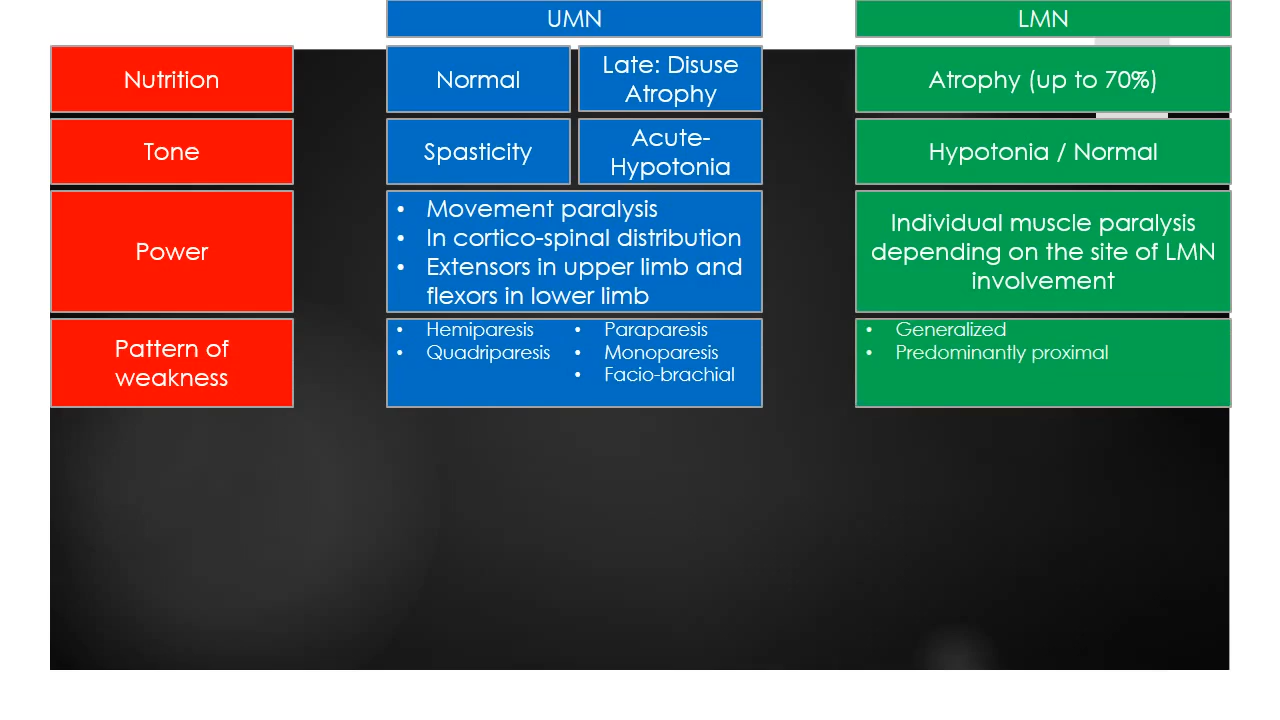 UMN
LMN
Nutrition
Normal
Late: Disuse
Atrophy
Atrophy (up to 70%)
Tone
Spasticity
Acute-
Hypotonia
Hypotonia / Normal
Power
• Movement paralysis
• In cortico-spinal distribution
• Extensors in upper limb and
flexors in lower limb
Individual muscle paralysis
depending on the site of LMN
involvement
Pattern of
weakness
• Hemiparesis
• Quadriparesis
• Paraparesis
• Monoparesis
• Facio-brachial
• Generalized
• Predominantly proximal